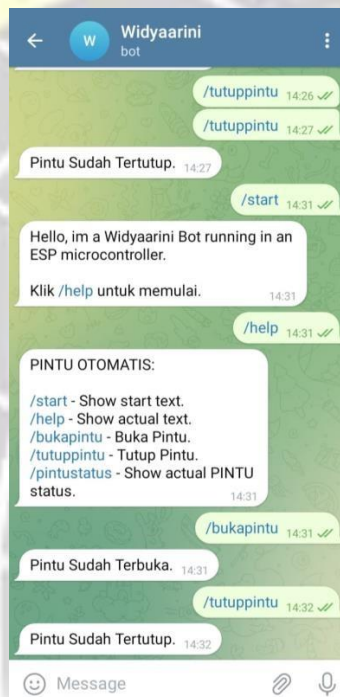 W
Widyaarini
bot
/tutuppintu 14:26
/tutuppintu 14:27
Pintu Sudah Tertutup. 14:27
/start 14:31
Hello, im a Widyaarini Bot running in an
ESP microcontroller.
Klik /help untuk memulai. 14:31
/help 14:31
PINTU OTOMATIS:
/start - Show start text.
/help - Show actual text.
/bukapintu - Buka Pintu.
/tutuppintu - Tutup Pintu.
/pintustatus - Show actual PINTU
status. 14:31
/bukapintu 14:31
Pintu Sudah Terbuka. 14:31
/tutuppintu 14:32
Pintu Sudah Tertutup. 14:32
Message